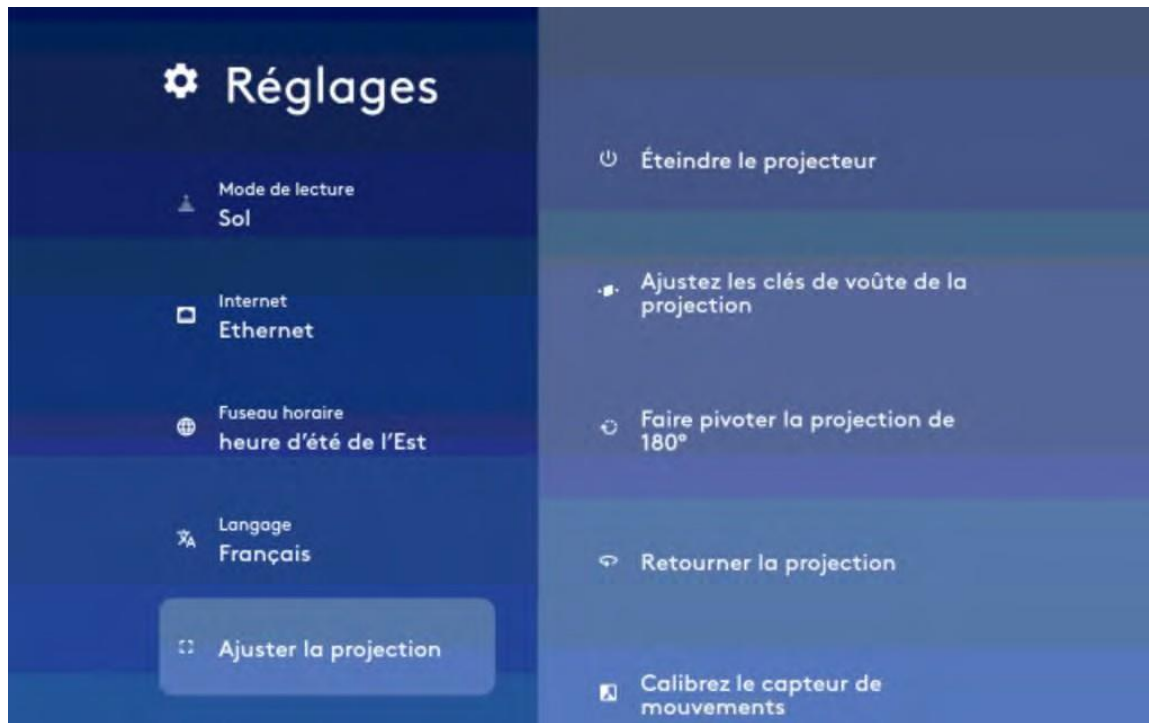 Réglages
Mode de lecture
Sol
Internet
Ethernet
Fuseau horaire
heure d'été de l'Est
Langage
Français
Ajuster la projection
Éteindre le projecteur
Ajustez les clés de voûte de la
projection
Faire pivoter la projection de
180°
Retourner la projection
Calibrez le capteur de
mouvements